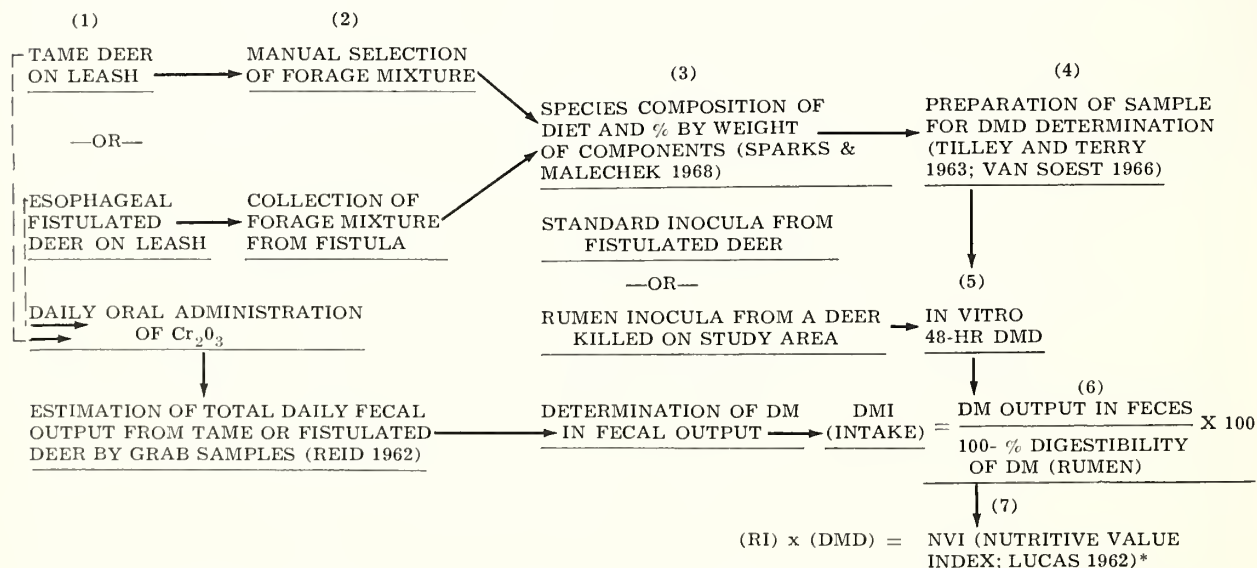 (1)
(2)
TAME DEER
ON LEASH
MANUAL SELECTION
OF FORAGE MIXTURE
(3)
(4)
—OR—
SPECIES COMPOSITION OF
DIET AND % BY WEIGHT
OF COMPONENTS (SPARKS &
MALECHEK 1968)
PREPARATION OF SAMPLE
FOR DMD DETERMINATION
(TILLEY AND TERRY
1963; VAN SOEST 1966)
ESOPHAGEAL
FISTULATED
DEER ON LEASH
COLLECTION OF
FORAGE MIXTURE
FROM FISTULA
STANDARD INOCULA FROM
FISTULATED DEER
—OR—
(5)
DAILY ORAL ADMINISTRATION
OF Cr₂0₃
RUMEN INOCULA FROM A DEER
KILLED ON STUDY AREA
IN VITRO
48-HR DMD
(6)
ESTIMATION OF TOTAL DAILY FECAL
OUTPUT FROM TAME OR FISTULATED
DEER BY GRAB SAMPLES (REID 1962)
DETERMINATION OF DM
IN FECAL OUTPUT
DMI
(INTAKE)
=
DM OUTPUT IN FECES
X 100
100- % DIGESTIBILITY
OF DM (RUMEN)
(7)
(RI) x (DMD) = NVI (NUTRITIVE VALUE
INDEX; LUCAS 1962)*